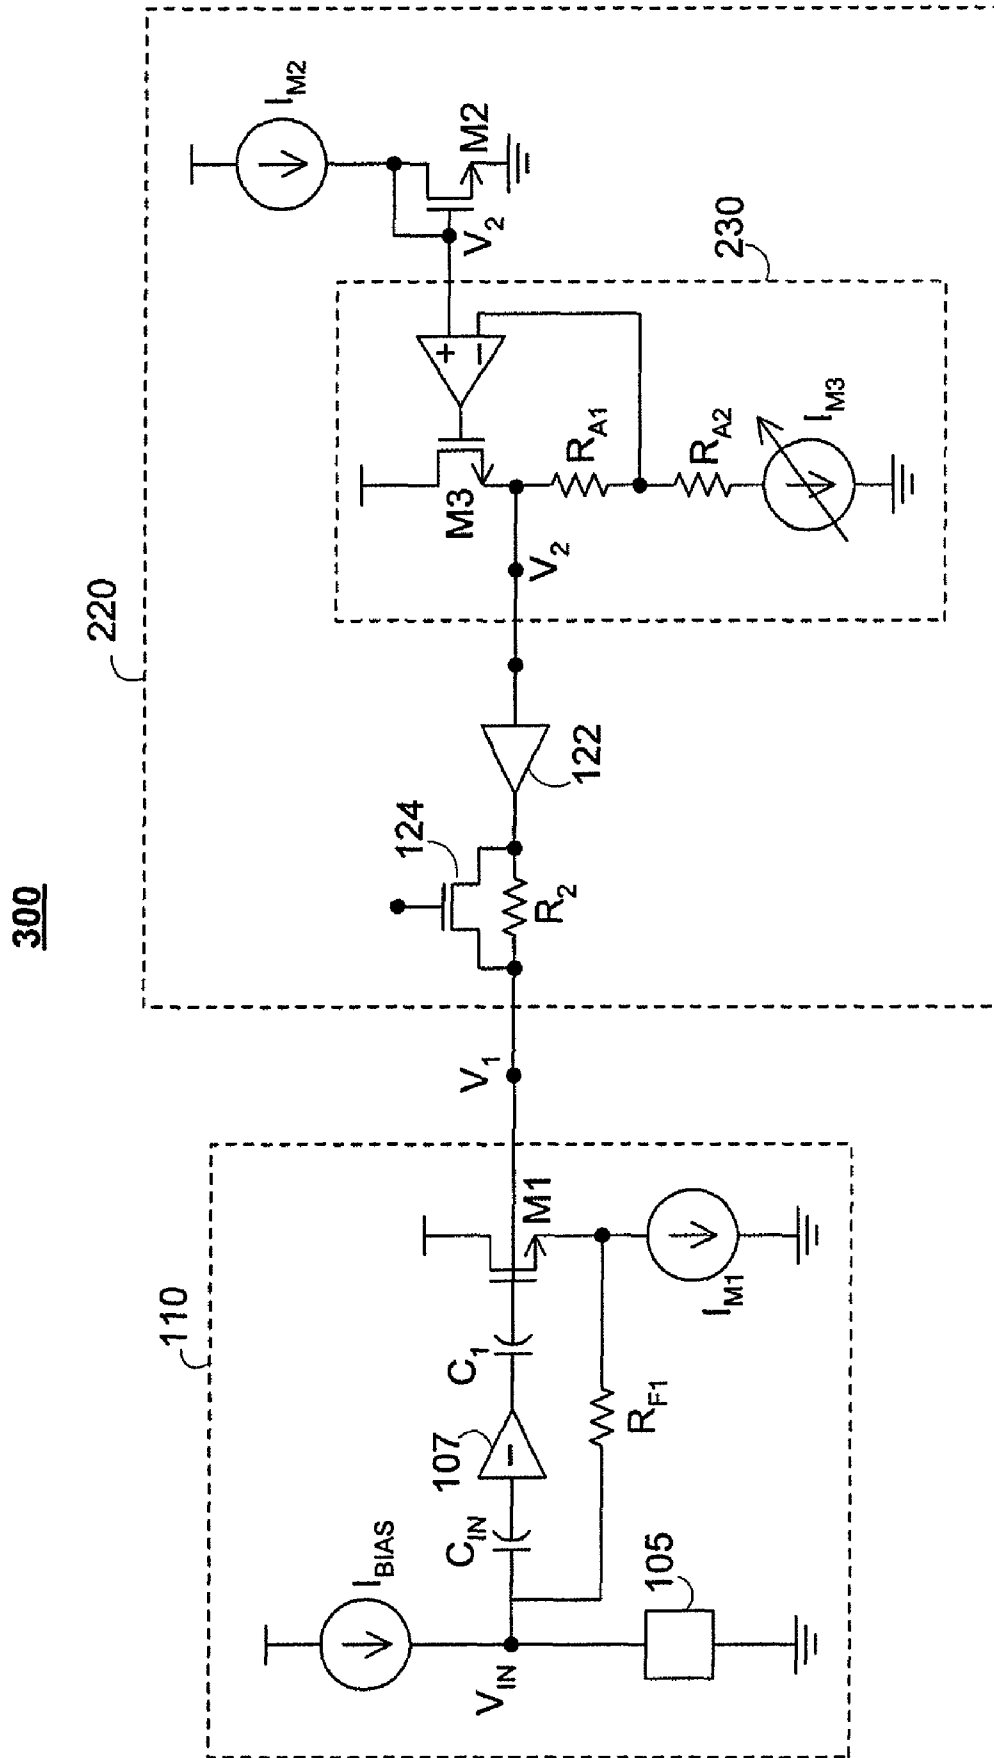 300
220
I_M2
M2
V_2
230
+
−
M3
R_A1
R_A2
I_M3
V_2
122
124
R_2
V_1
110
M1
I_M1
C_1
107
−
R_F1
C_IN
I_BIAS
V_IN
105